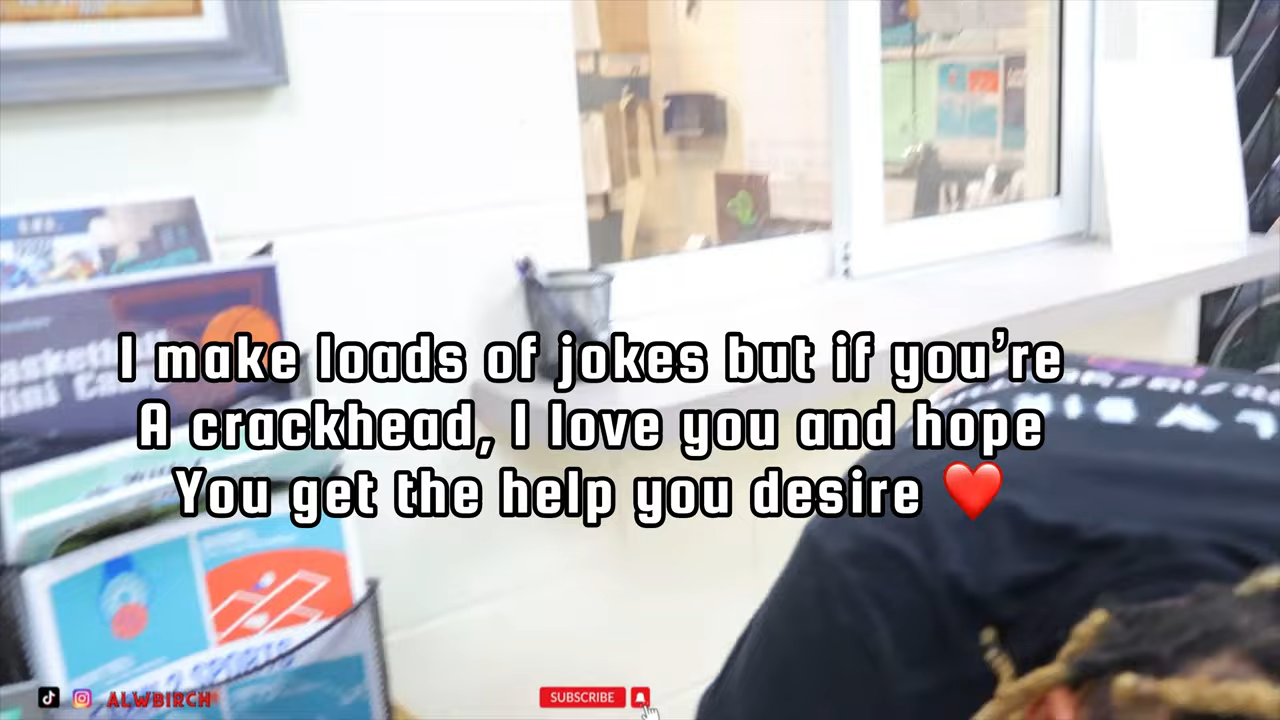 I make loads of jokes but if you're
A crackhead, I love you and hope
You get the help you desire ❤️
ALWBIRCH
SUBSCRIBE